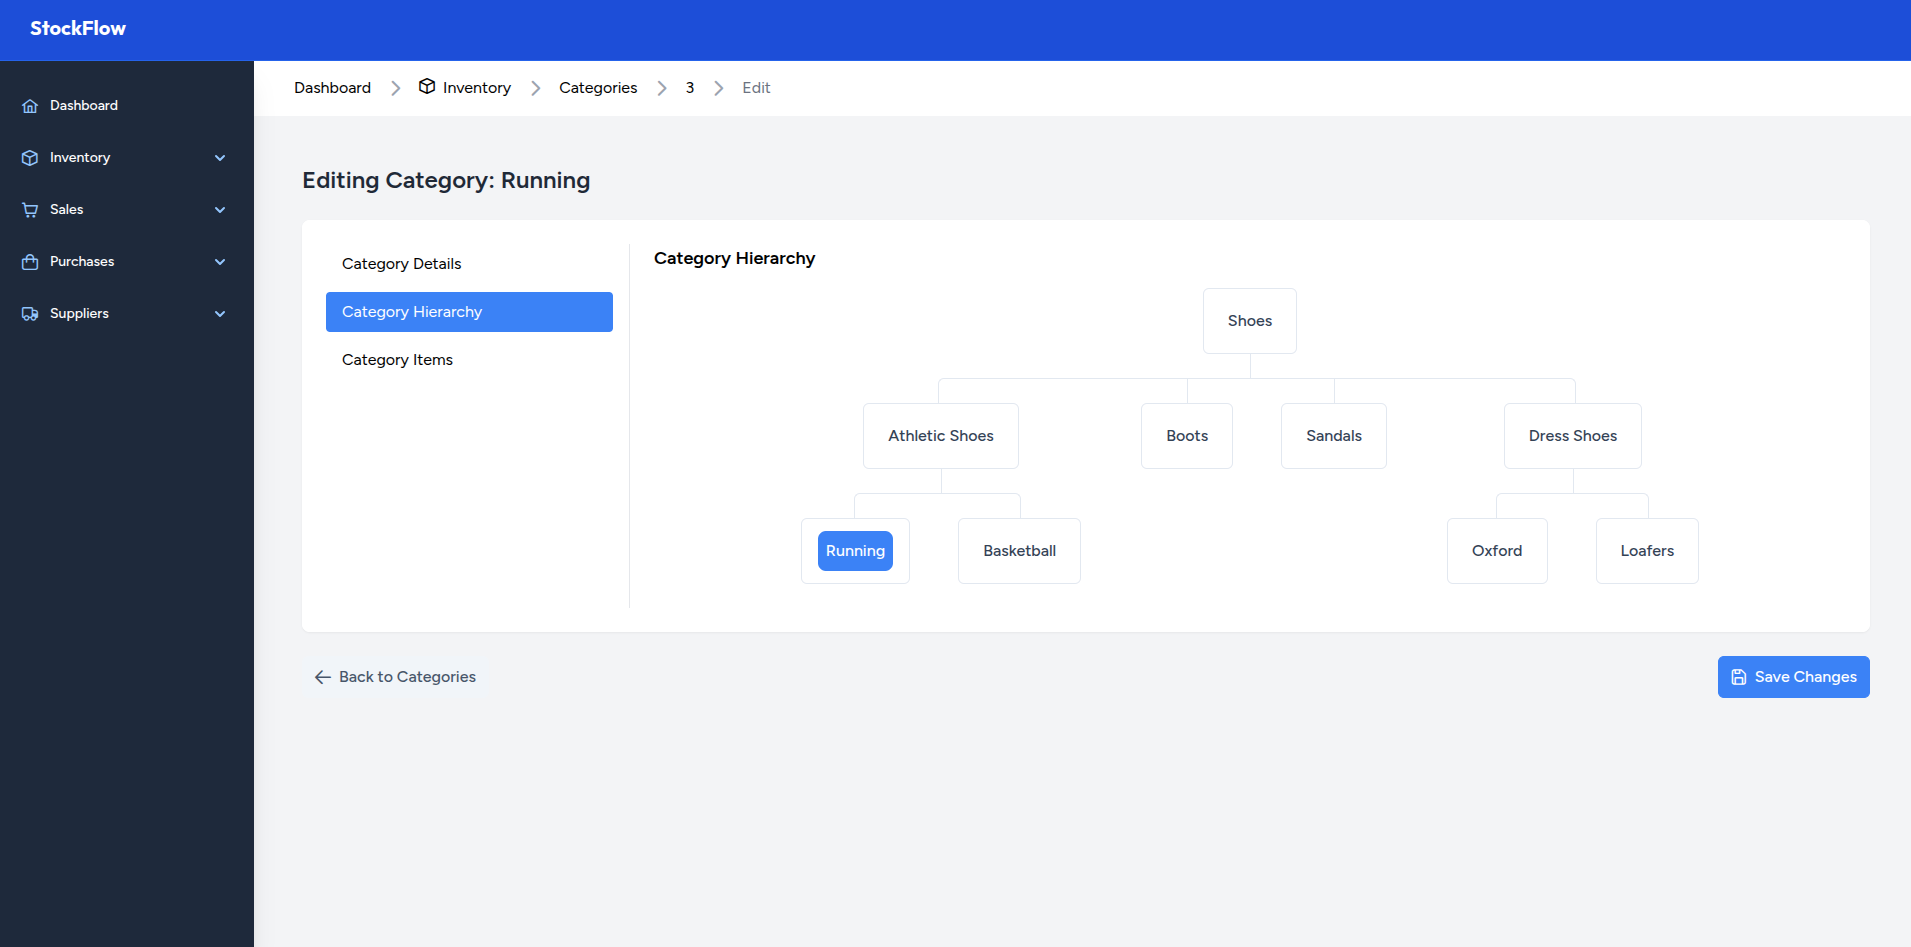 StockFlow
Dashboard
Inventory
Sales
Purchases
Suppliers
Dashboard Inventory Categories 3 Edit
Editing Category: Running
Category Details
Category Hierarchy
Category Items
Category Hierarchy
Shoes
Athletic Shoes Boots Sandals Dress Shoes
Running Basketball Oxford Loafers
Back to Categories
Save Changes